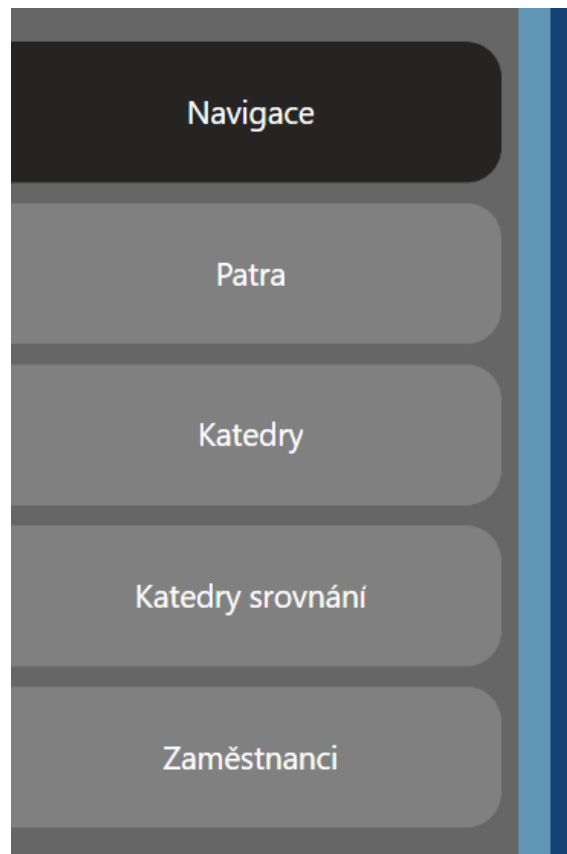 Navigace
Patra
Katedry
Katedry srovnání
Zaměstnanci